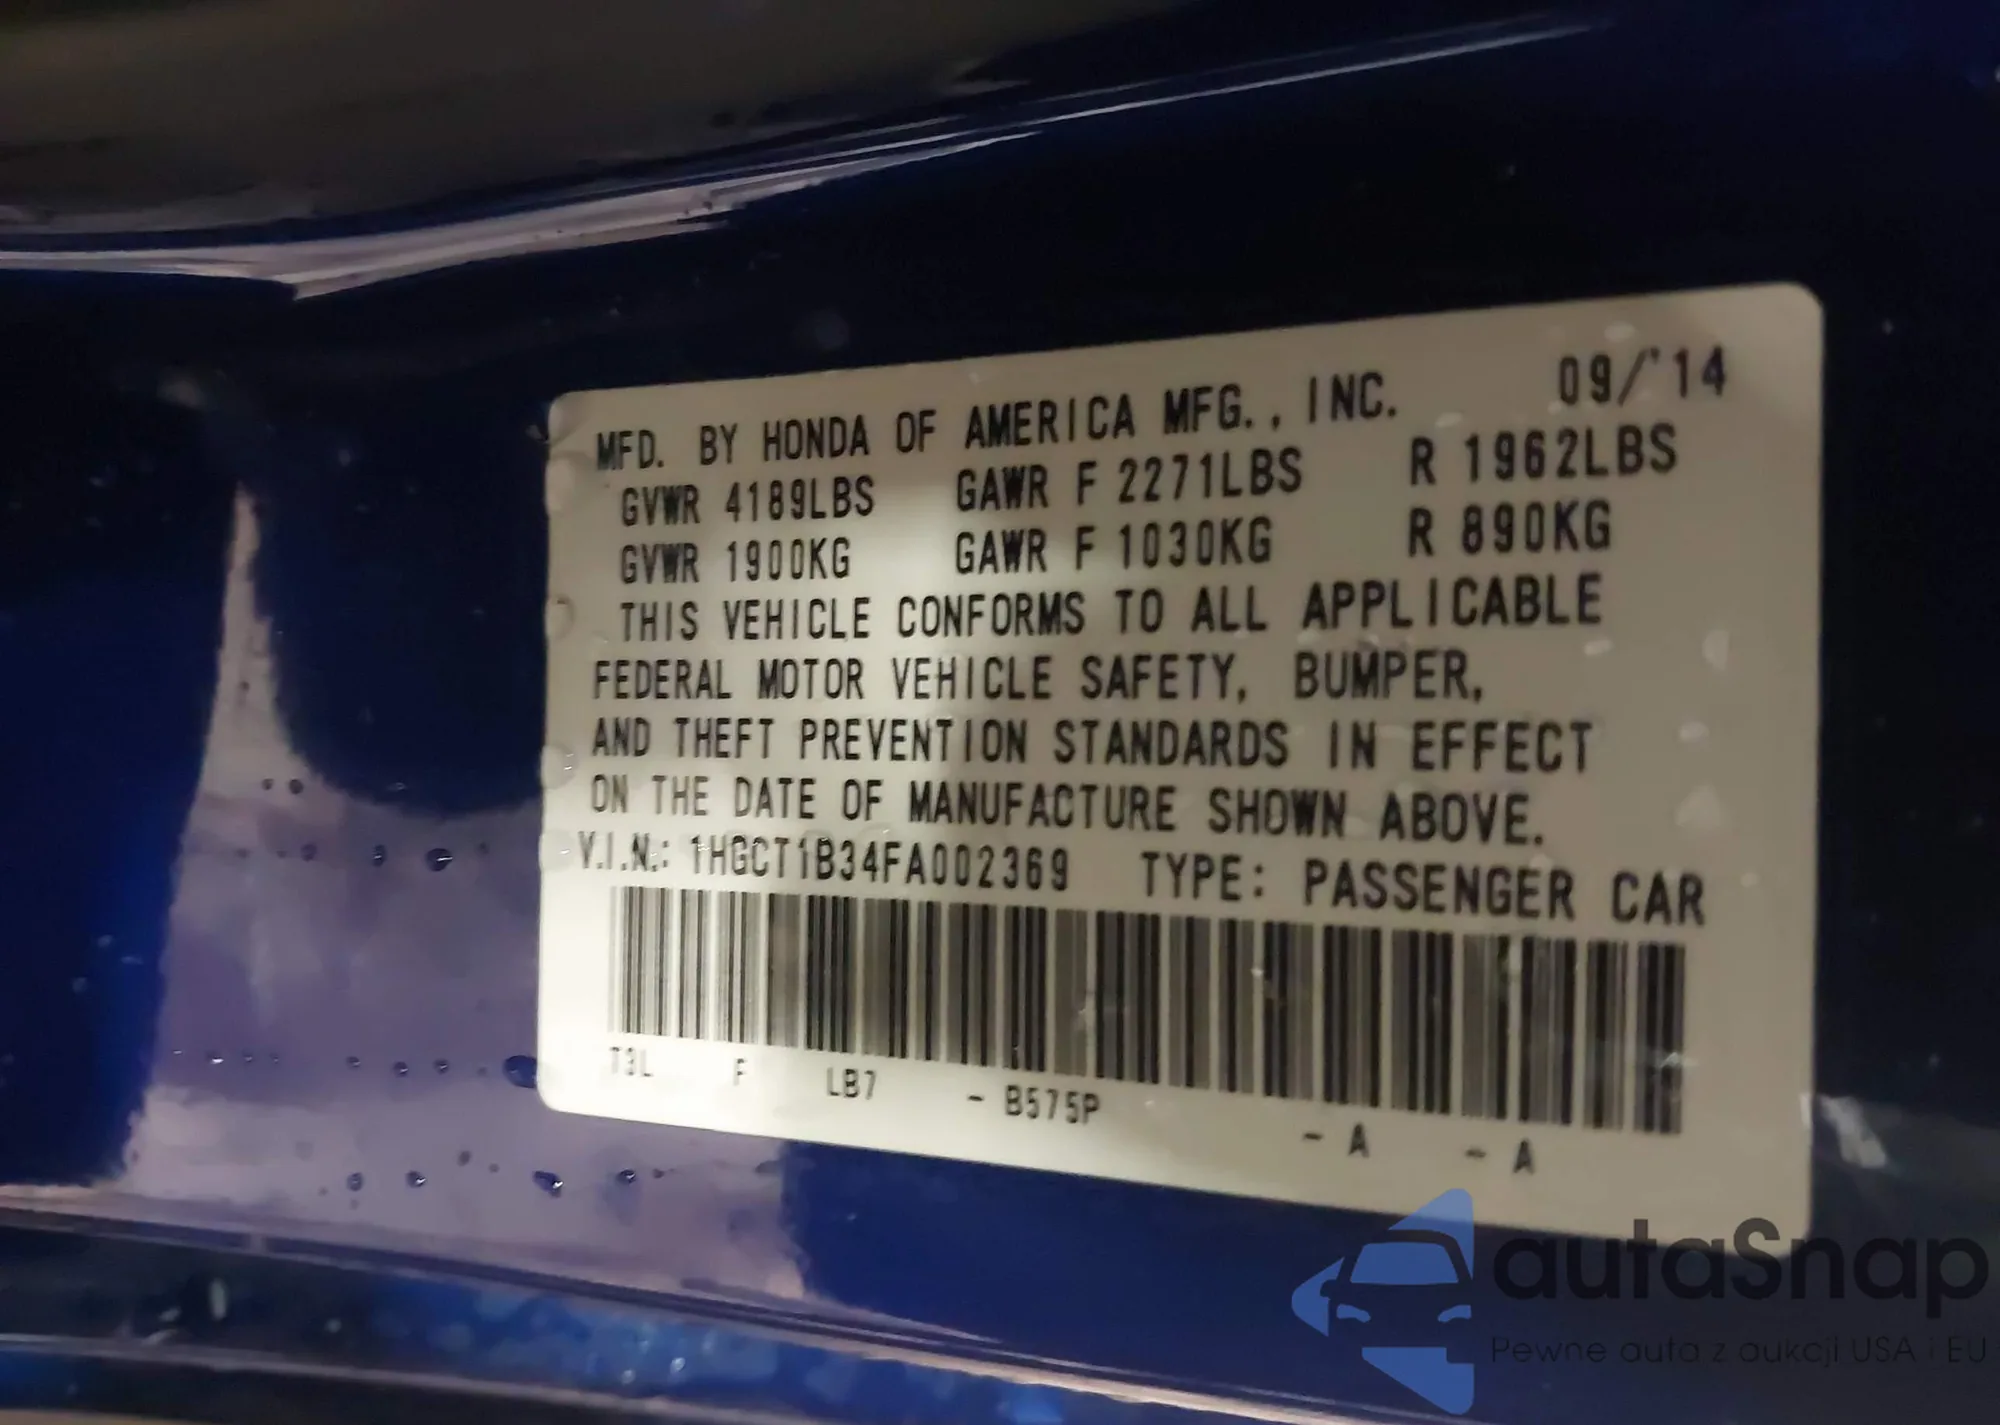 MFD. BY HONDA OF AMERICA MFG., INC. 09/'14
GVWR 4189LBS GAWR F 2271LBS R 1962LBS
GVWR 1900KG GAWR F 1030KG R 890KG
THIS VEHICLE CONFORMS TO ALL APPLICABLE
FEDERAL MOTOR VEHICLE SAFETY, BUMPER,
AND THEFT PREVENTION STANDARDS IN EFFECT
ON THE DATE OF MANUFACTURE SHOWN ABOVE.
V.I.N.: 1HGCT1B34FA002369 TYPE: PASSENGER CAR
T3L F LB7 - B575P - A - A
autaSnap
Pewne auta z aukcji USA i EU